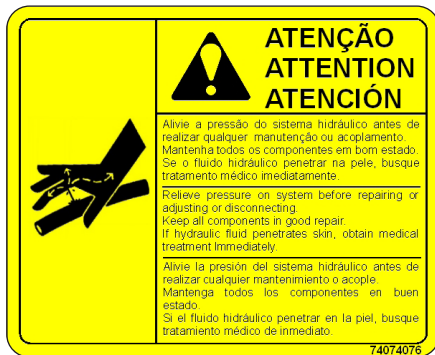 ATENÇÃO
ATTENTION
ATENCIÓN
Alivie a pressão do sistema hidráulico antes de
realizar qualquer manutenção ou acoplamento.
Mantenha todos os componentes em bom estado.
Se o fluido hidráulico penetrar na pele, busque
tratamento médico imediatamente.
Relieve pressure on system before repairing or
adjusting or disconnecting.
Keep all components in good repair.
If hydraulic fluid penetrates skin, obtain medical
treatment Immediately.
Alivie la presión del sistema hidráulico antes de
realizar cualquier mantenimiento o acople.
Mantenga todos los componentes en buen
estado.
Si el fluido hidráulico penetrar en la piel, busque
tratamiento médico de inmediato.
74074076